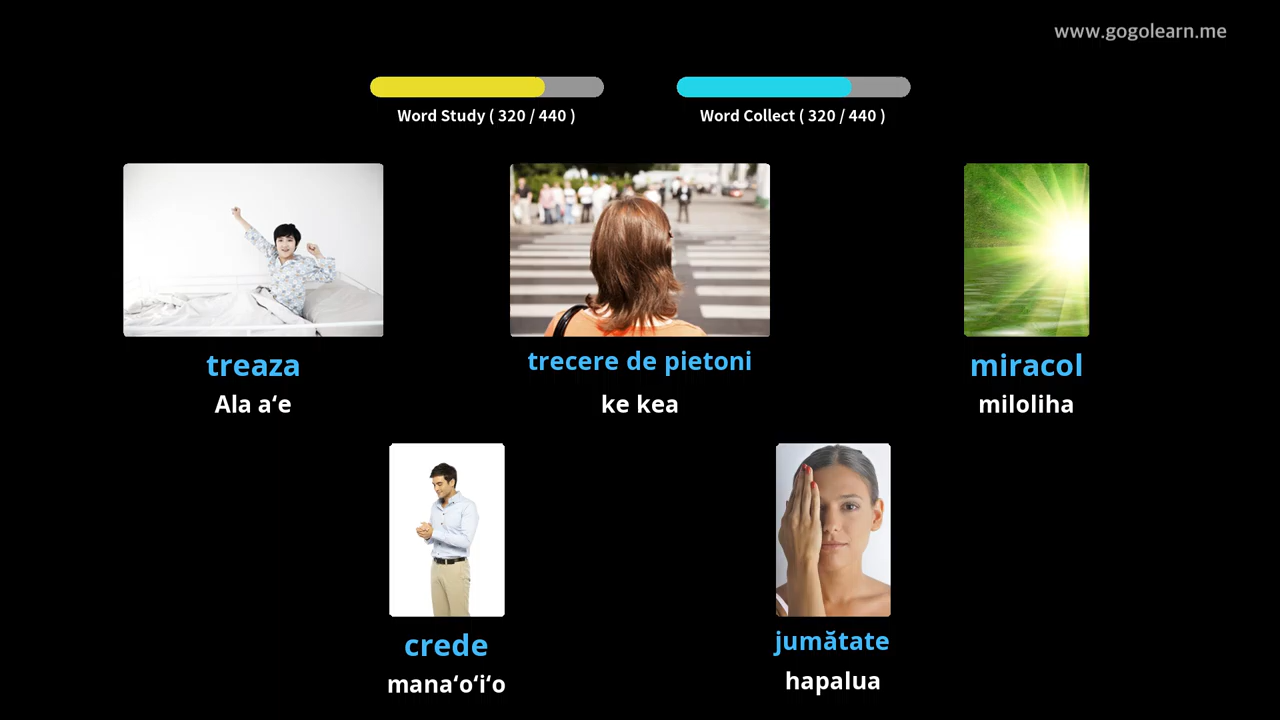 www.gogolearn.me
Word Study ( 320 / 440 )
Word Collect ( 320 / 440 )
treaza
Ala aʻe
trecere de pietoni
ke kea
miracol
miloliha
crede
manaʻoʻiʻo
jumătate
hapalua